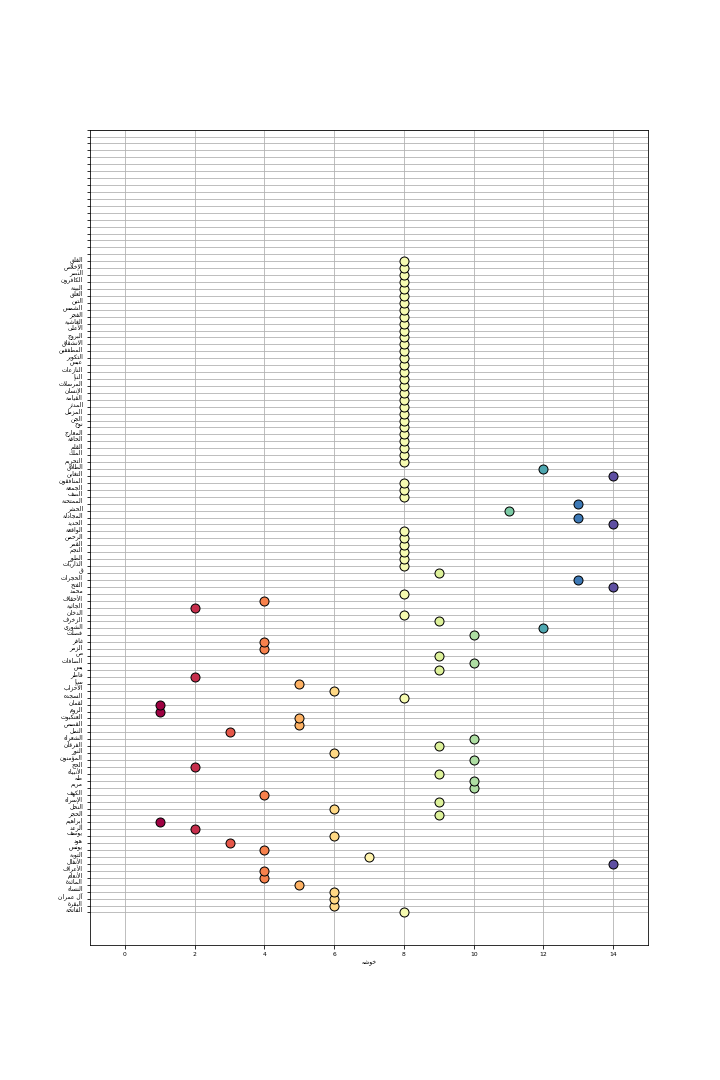 الفلق
الإخلاص
النصر
الكافرون
البينة
العلق
التين
الشمس
الفجر
الغاشية
الأعلى
البروج
الانشقاق
المطففين
التكوير
عبس
النازعات
النبأ
المرسلات
الإنسان
القيامة
المدثر
المزمل
الجن
نوح
المعارج
الحاقة
القلم
الملك
التحريم
الطلاق
التغابن
المنافقون
الجمعة
الصف
الممتحنة
الحشر
المجادلة
الحديد
الواقعة
الرحمن
القمر
النجم
الطور
الذاريات
ق
الحجرات
الفتح
محمد
الأحقاف
الجاثية
الدخان
الزخرف
الشورى
فصلت
غافر
الزمر
ص
الصافات
يس
فاطر
سبأ
الأحزاب
السجدة
لقمان
الروم
العنكبوت
القصص
النمل
الشعراء
الفرقان
النور
المؤمنون
الحج
الأنبياء
طه
مريم
الكهف
الإسراء
النحل
الحجر
إبراهيم
الرعد
يوسف
هود
يونس
التوبة
الأنفال
الأعراف
الأنعام
المائدة
النساء
آل عمران
البقرة
الفاتحة
0 2 4 6 8 10 12 14
خوشه